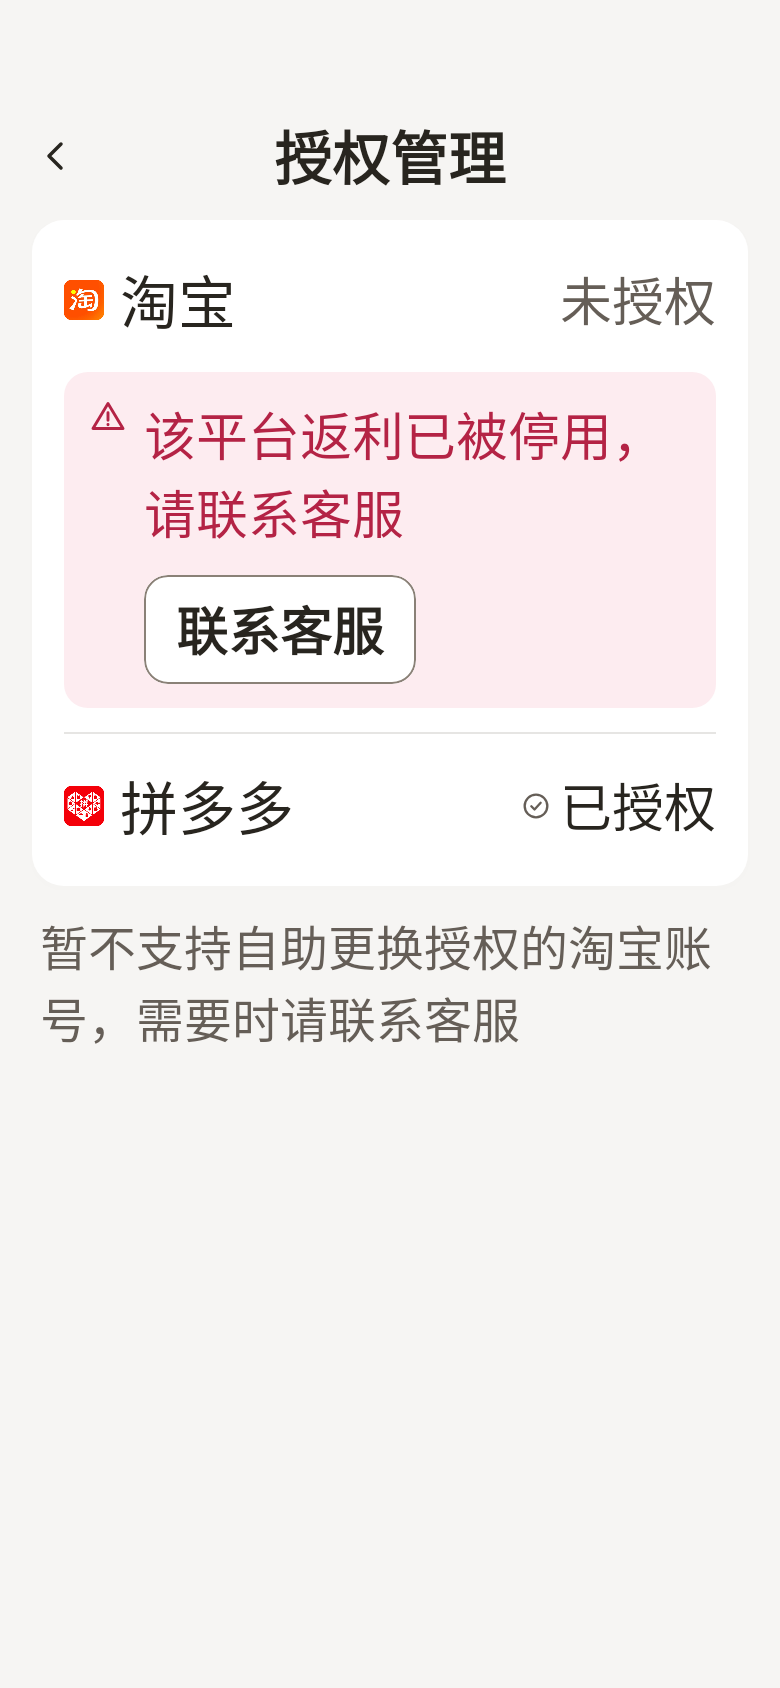 授权管理
淘 淘宝 未授权
该平台返利已被停用，
请联系客服
联系客服
拼多多 已授权
暂不支持自助更换授权的淘宝账
号，需要时请联系客服